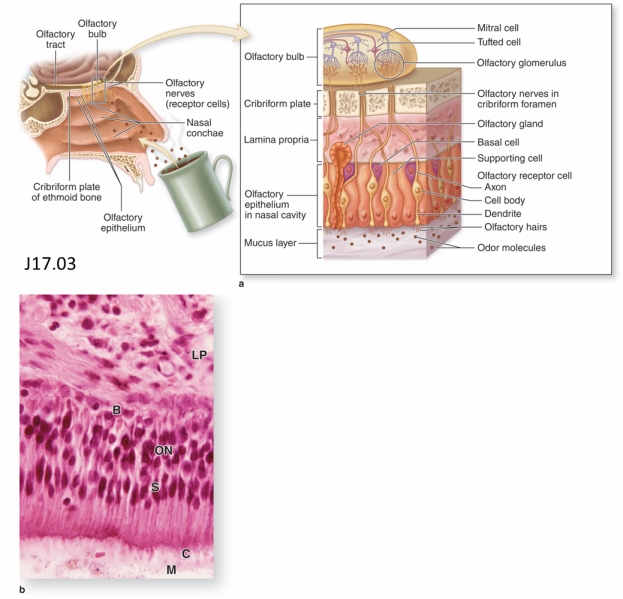 Olfactory
bulb
Olfactory
tract
Olfactory
nerves
(receptor cells)
Nasal
conchae
Cribriform plate
of ethmoid bone
Olfactory
epithelium
J17.03
Olfactory bulb
Cribriform plate
Lamina propria
Olfactory
epithelium
in nasal cavity
Mucus layer
Mitral cell
Tufted cell
Olfactory glomerulus
Olfactory nerves in
cribriform foramen
Olfactory gland
Basal cell
Supporting cell
Olfactory receptor cell
Axon
Cell body
Dendrite
Olfactory hairs
Odor molecules
a
LP
B
ON
S
C
M
b